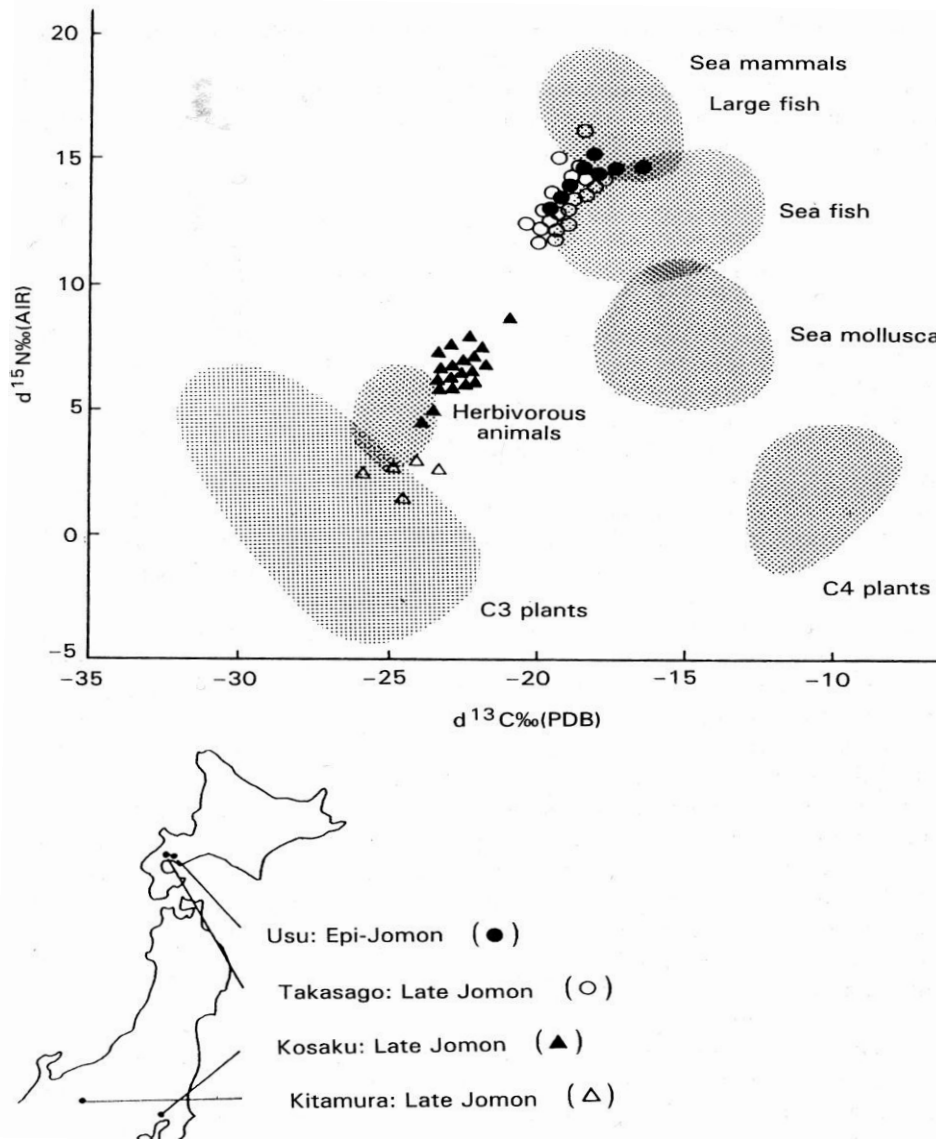 20
15
10
5
0
−5
d¹⁵N‰(AIR)
Sea mammals
Large fish
Sea fish
Sea mollusca
Herbivorous
animals
C3 plants
C4 plants
−35
−30
−25
−20
−15
−10
d¹³C‰(PDB)
Usu: Epi-Jomon (●)
Takasago: Late Jomon (○)
Kosaku: Late Jomon (▲)
Kitamura: Late Jomon (△)